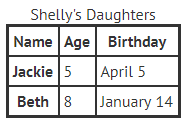 Shelly's Daughters
Name Age Birthday
Jackie 5 April 5
Beth 8 January 14